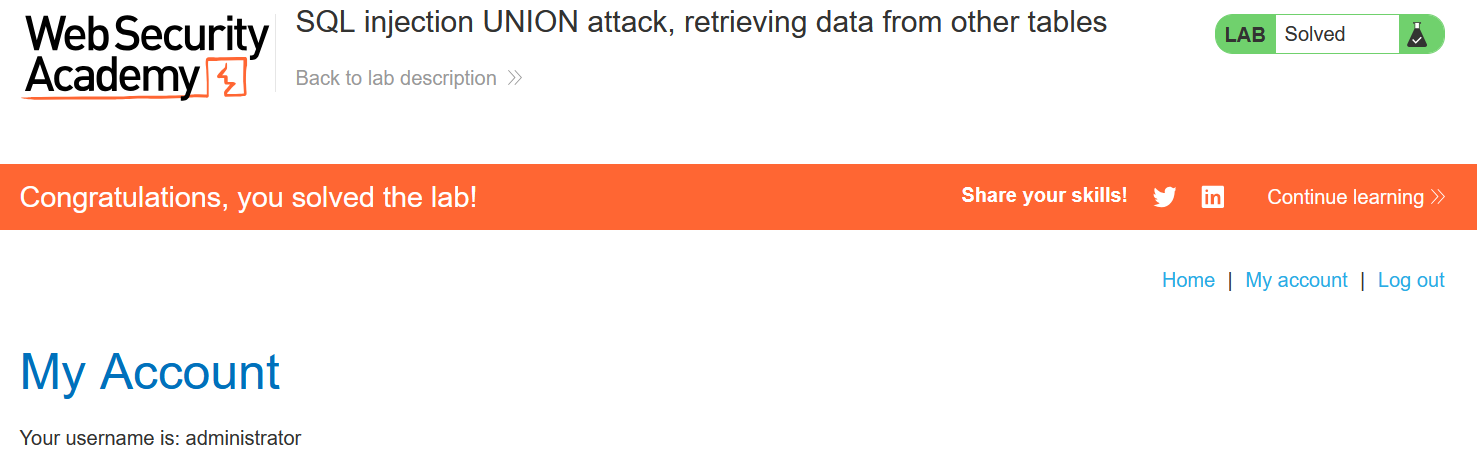 Web Security
Academy
SQL injection UNION attack, retrieving data from other tables
Back to lab description
LAB Solved
Congratulations, you solved the lab!
Share your skills!
Continue learning
Home | My account | Log out
My Account
Your username is: administrator